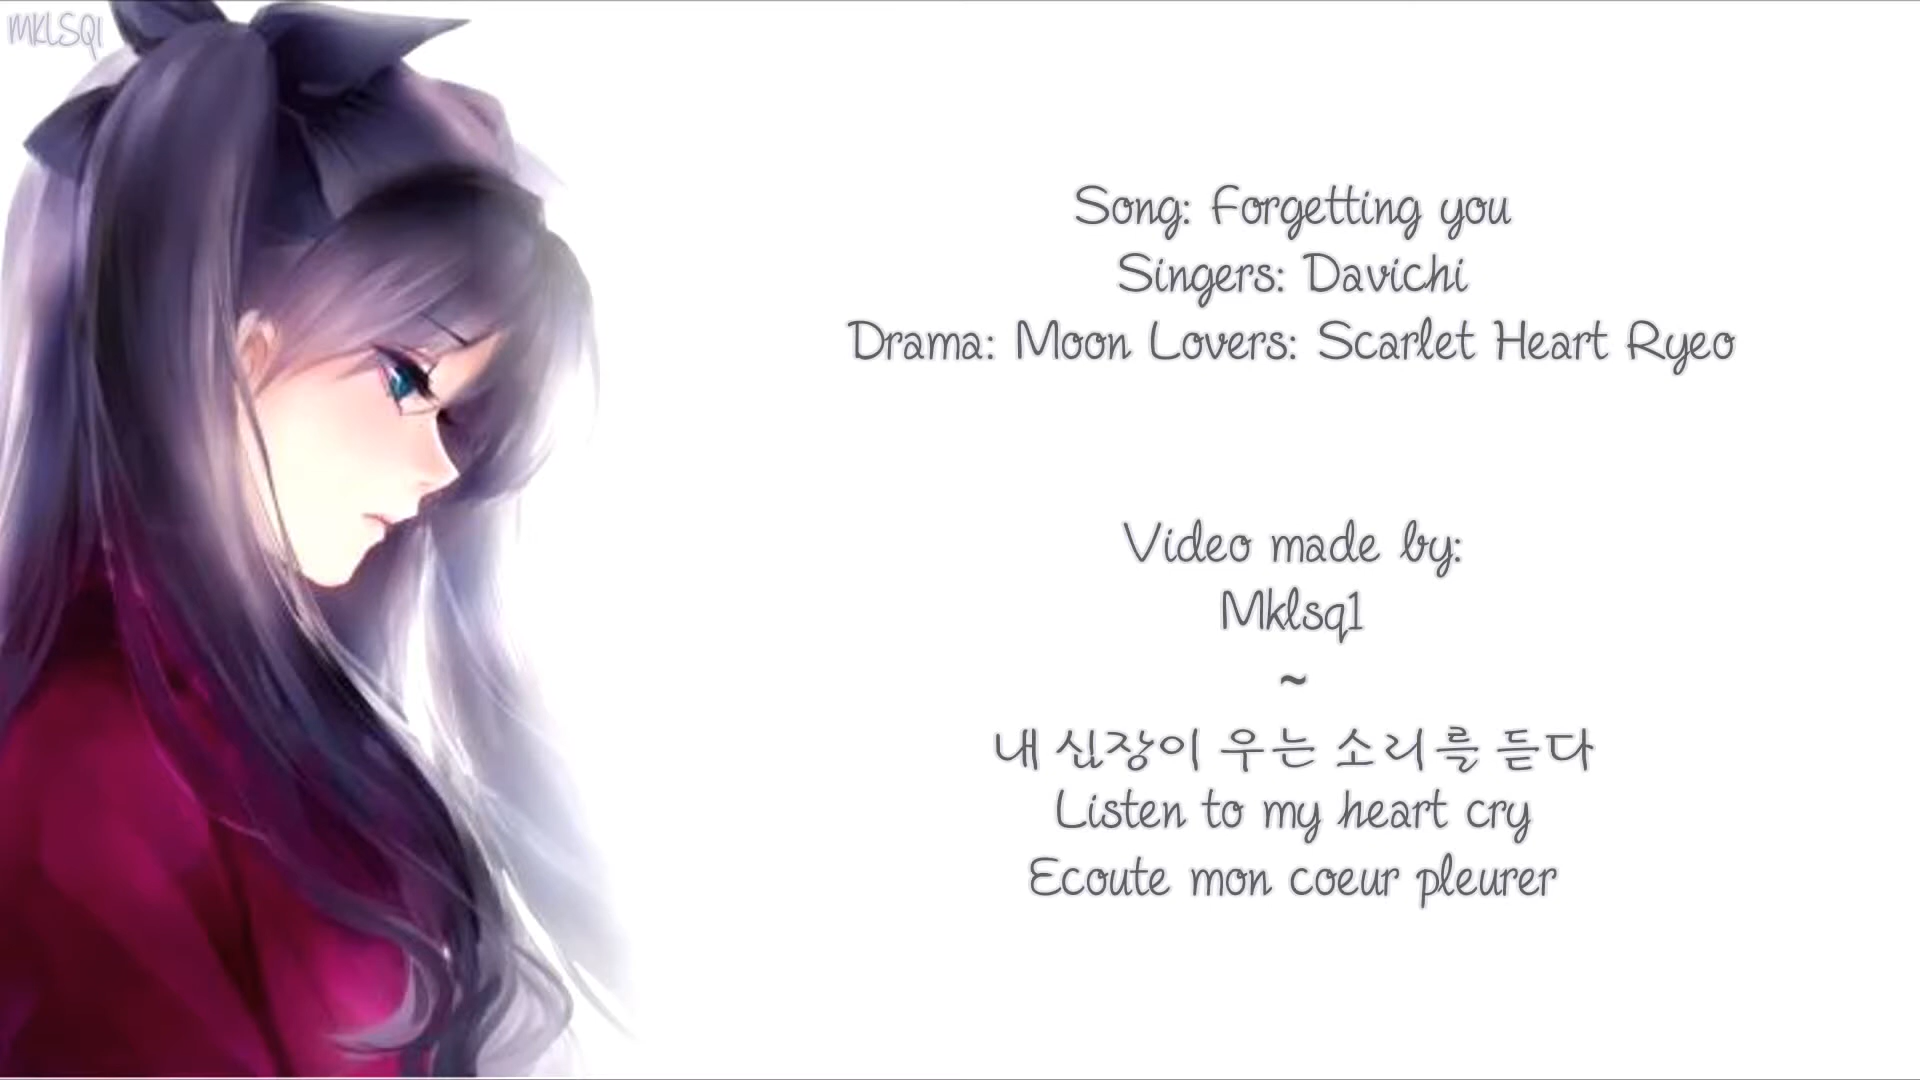 MKLSQ1
Song: Forgetting you
Singers: Davichi
Drama: Moon Lovers: Scarlet Heart Ryeo
Video made by:
Mklsq1
~
내 심장이 우는 소리를 듣다
Listen to my heart cry
Ecoute mon coeur pleurer